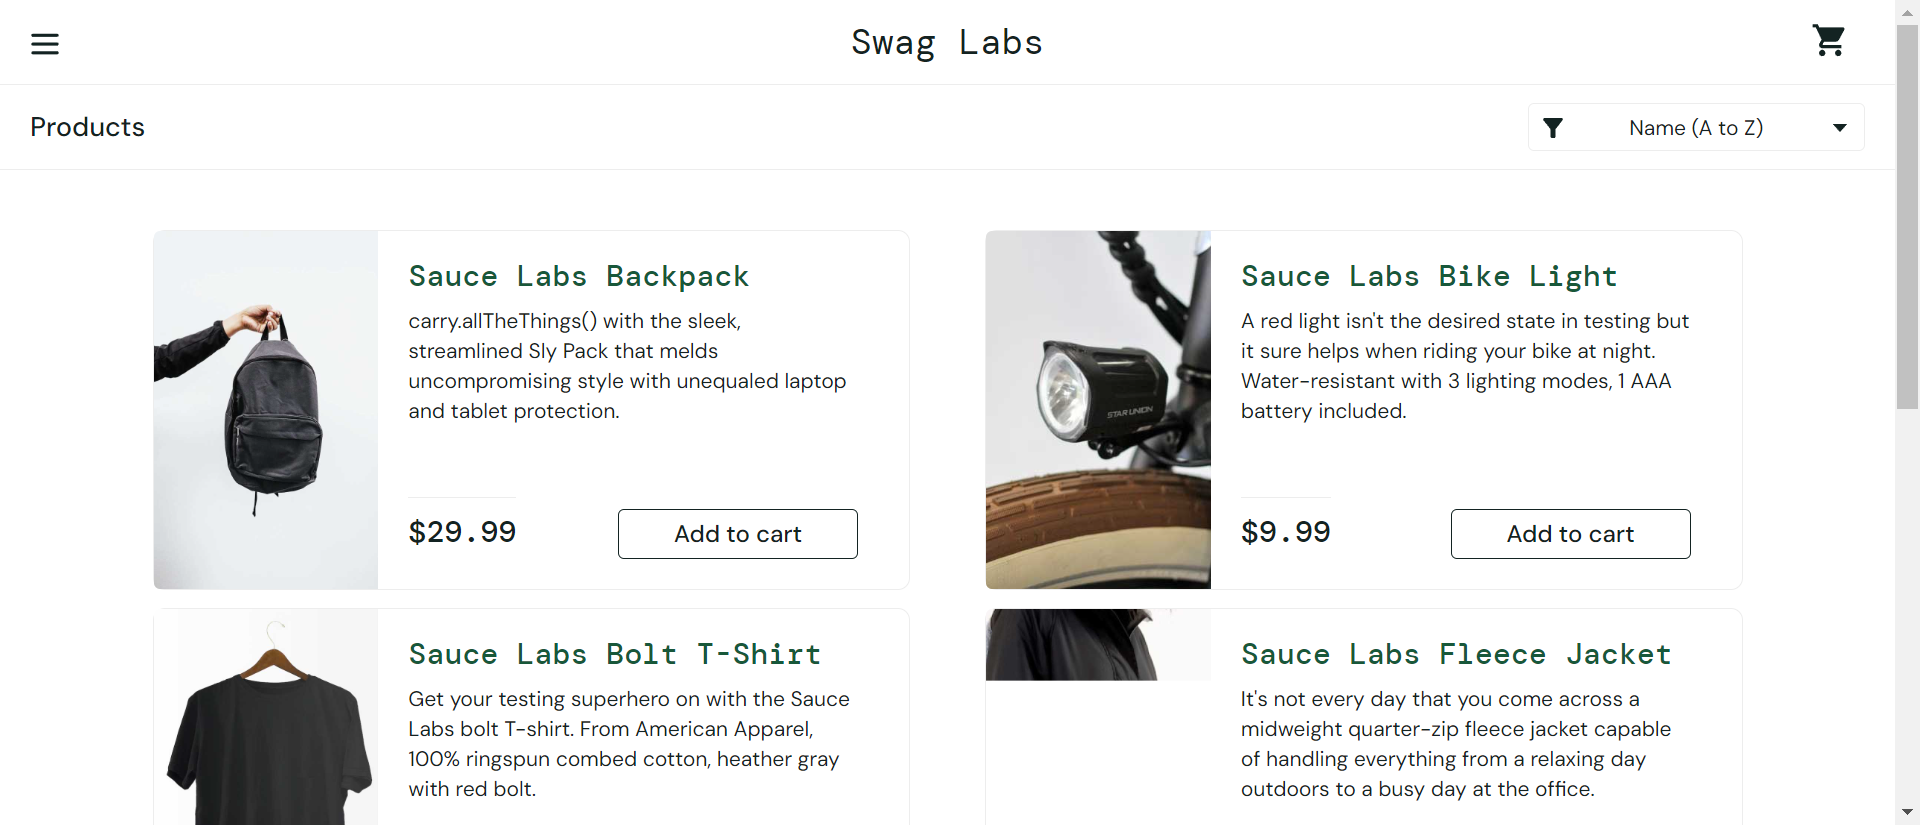 Swag Labs
Products
Name (A to Z)
Sauce Labs Backpack
carry.allTheThings() with the sleek,
streamlined Sly Pack that melds
uncompromising style with unequaled laptop
and tablet protection.
$29.99
Add to cart
Sauce Labs Bike Light
A red light isn't the desired state in testing but
it sure helps when riding your bike at night.
Water-resistant with 3 lighting modes, 1 AAA
battery included.
STAR UNION
$9.99
Add to cart
Sauce Labs Bolt T-Shirt
Get your testing superhero on with the Sauce
Labs bolt T-shirt. From American Apparel,
100% ringspun combed cotton, heather gray
with red bolt.
Sauce Labs Fleece Jacket
It's not every day that you come across a
midweight quarter-zip fleece jacket capable
of handling everything from a relaxing day
outdoors to a busy day at the office.